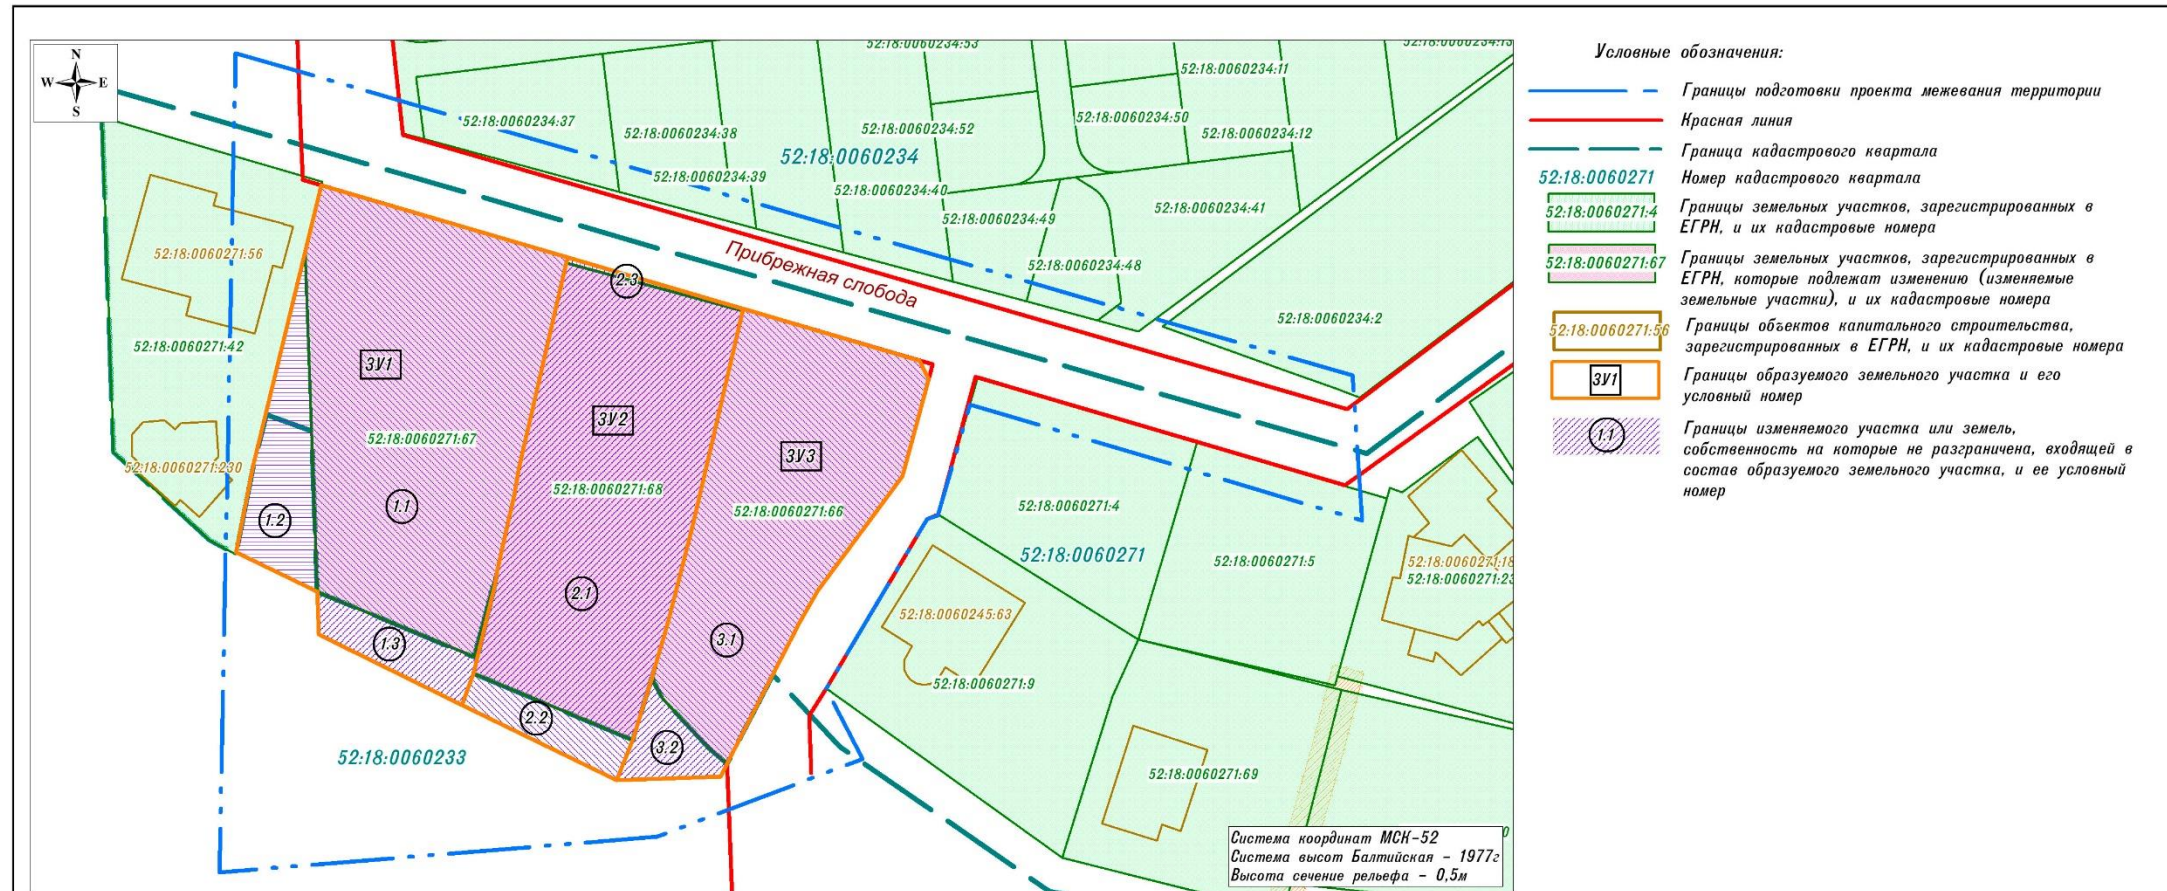 N
W E
S
52:18:0060234:53
52:18:0060234:13
52:18:0060234:11
52:18:0060234:37
52:18:0060234:38
52:18:0060234:52
52:18:0060234:50
52:18:0060234:12
52:18:0060234
52:18:0060234:39
52:18:0060234:40
52:18:0060234:49
52:18:0060234:41
52:18:0060234:48
52:18:0060234:2
Прибрежная слобода
52:18:0060271:56
52:18:0060271:42
52:18:0060271:230
2.3
ЗУ1
ЗУ2
ЗУ3
52:18:0060271:67
52:18:0060271:68
52:18:0060271:66
1.2
1.1
2.1
3.1
1.3
2.2
3.2
52:18:0060233
52:18:0060271:4
52:18:0060271
52:18:0060271:5
52:18:0060271:18
52:18:0060271:23
52:18:0060245:63
52:18:0060271:9
52:18:0060271:69
Система координат МСК-52
Система высот Балтийская - 1977г
Высота сечение рельефа - 0,5м
Условные обозначения:
Границы подготовки проекта межевания территории
Красная линия
Граница кадастрового квартала
52:18:0060271 Номер кадастрового квартала
52:18:0060271:4 Границы земельных участков, зарегистрированных в
ЕГРН, и их кадастровые номера
52:18:0060271:67 Границы земельных участков, зарегистрированных в
ЕГРН, которые подлежат изменению (изменяемые
земельные участки), и их кадастровые номера
52:18:0060271:56 Границы объектов капитального строительства,
зарегистрированных в ЕГРН, и их кадастровые номера
ЗУ1 Границы образуемого земельного участка и его
условный номер
1.1 Границы изменяемого участка или земель,
собственность на которые не разграничена, входящей в
состав образуемого земельного участка, и ее условный
номер